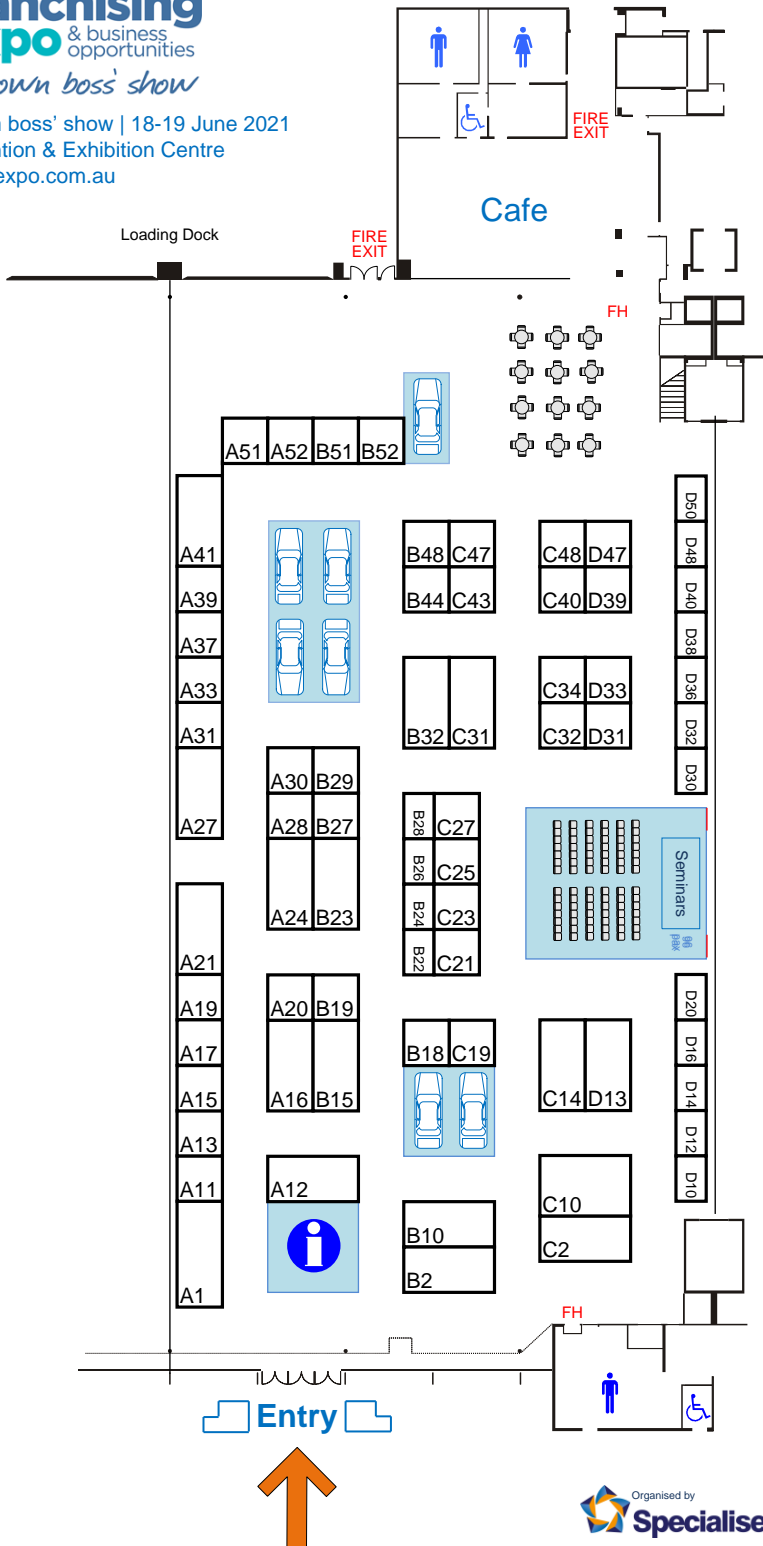 anchising
po & business
opportunities
own boss' show
n boss' show | 18-19 June 2021
ntion & Exhibition Centre
expo.com.au
FIRE
EXIT
Cafe
Loading Dock
FIRE
EXIT
FH
A51 A52 B51 B52
D50
A41 B48 C47 C48 D47 D48
A39 B44 C43 C40 D39 D40
A37 D38
A33 C34 D33 D36
A31 B32 C31 C32 D31 D32
A30 B29 D30
A27 A28 B27 B28 C27
B26 C25
Seminars
A24 B23 B24 C23
96
pax
A21 B22 C21
A19 A20 B19 D20
A17 B18 C19 D16
A15 A16 B15 C14 D13 D14
A13 D12
A11 A12 D10
C10
B10
C2
B2
A1
FH
Entry
Organised by
Specialise